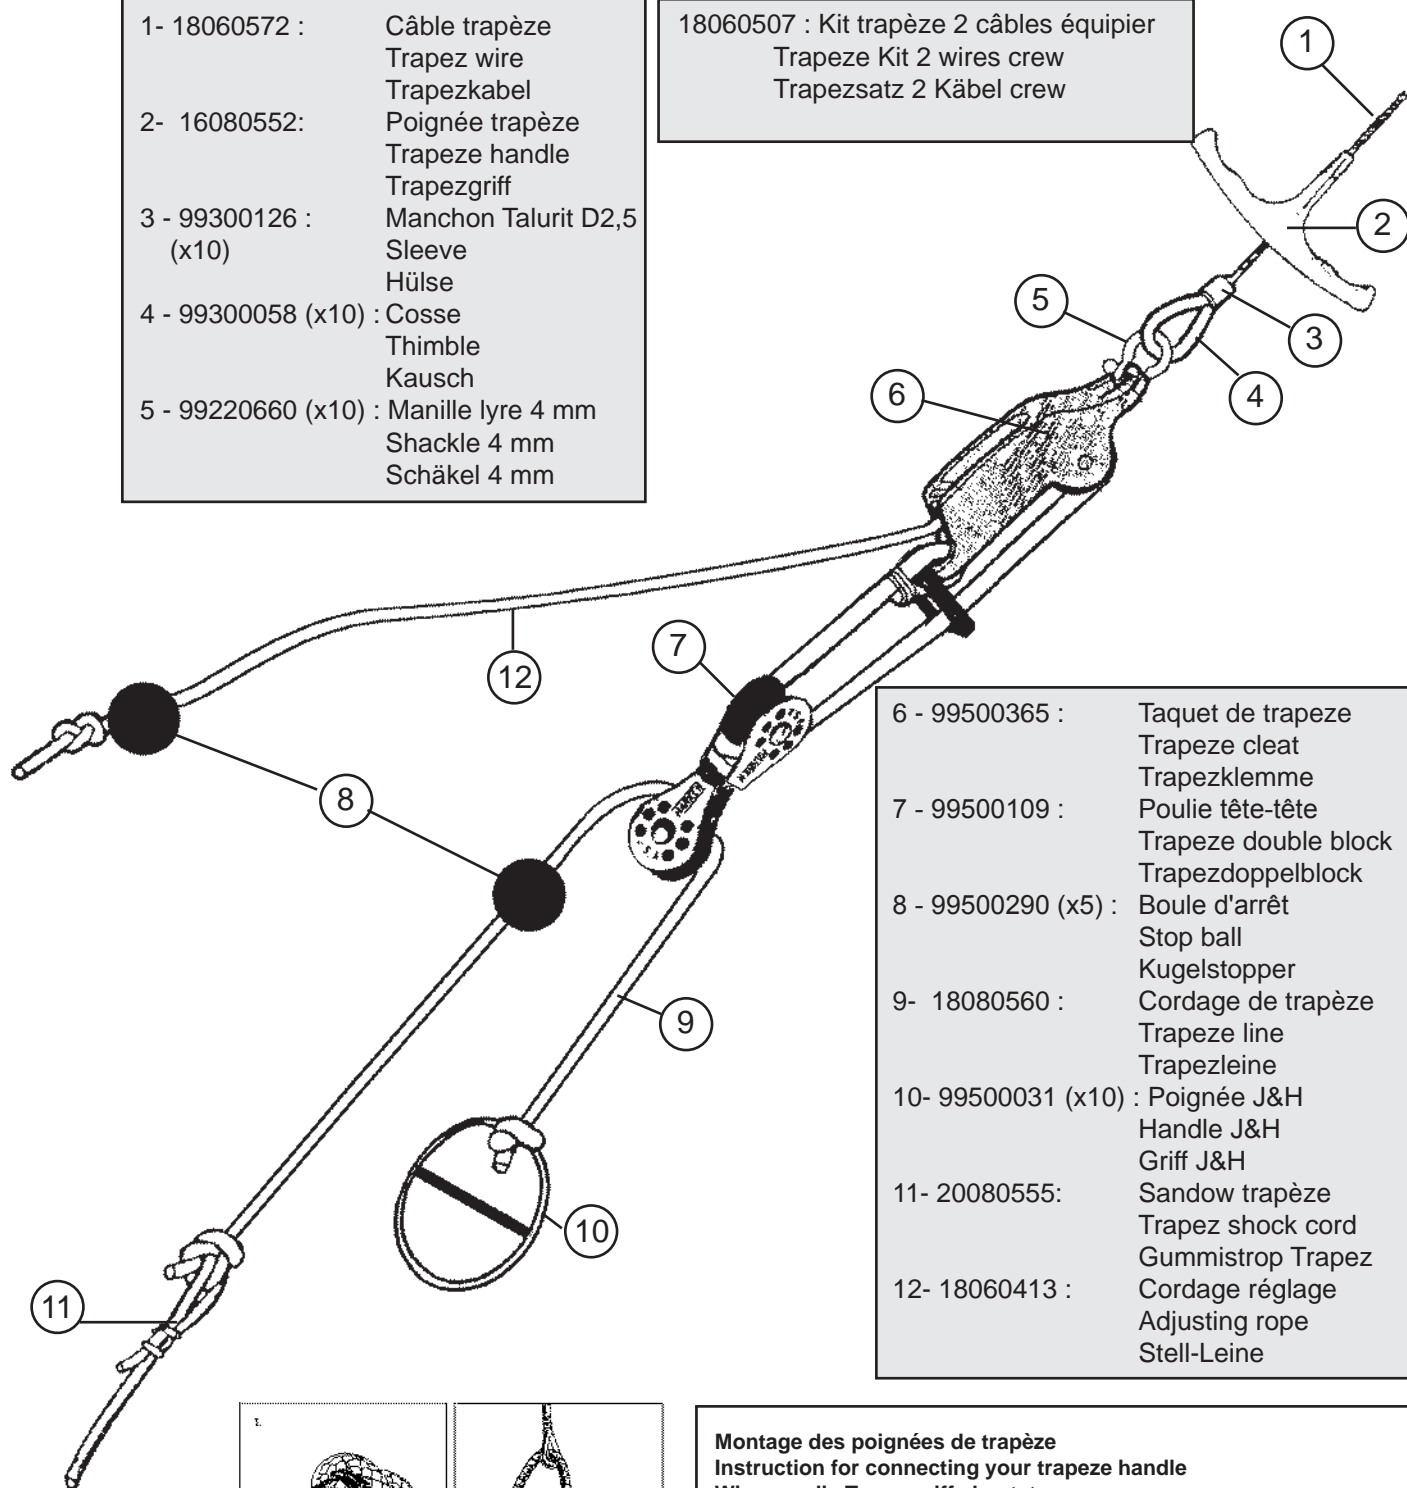 1- 18060572 : Câble trapèze
Trapez wire
Trapezkabel
2- 16080552: Poignée trapèze
Trapeze handle
Trapezgriff
3 - 99300126 : Manchon Talurit D2,5
(x10) Sleeve
Hülse
4 - 99300058 (x10) : Cosse
Thimble
Kausch
5 - 99220660 (x10) : Manille lyre 4 mm
Shackle 4 mm
Schäkel 4 mm
18060507 : Kit trapèze 2 câbles équipier
Trapeze Kit 2 wires crew
Trapezsatz 2 Käbel crew
1
2
3
4
5
6
7
8
9
10
11
12
6 - 99500365 : Taquet de trapeze
Trapeze cleat
Trapezklemme
7 - 99500109 : Poulie tête-tête
Trapeze double block
Trapezdoppelblock
8 - 99500290 (x5) : Boule d'arrêt
Stop ball
Kugelstopper
9- 18080560 : Cordage de trapèze
Trapeze line
Trapezleine
10- 99500031 (x10) : Poignée J&H
Handle J&H
Griff J&H
11- 20080555: Sandow trapèze
Trapez shock cord
Gummistrop Trapez
12- 18060413 : Cordage réglage
Adjusting rope
Stell-Leine
1.
Montage des poignées de trapèze
Instruction for connecting your trapeze handle